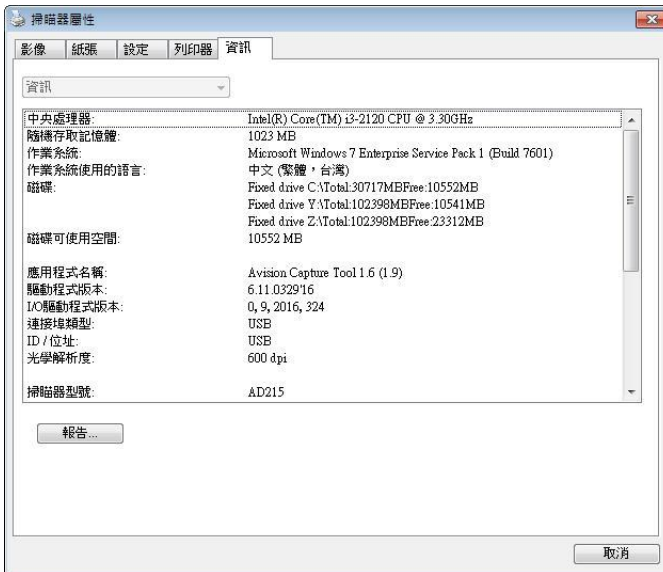 掃瞄器屬性
影像 紙張 設定 列印器 資訊
資訊
中央處理器: Intel(R) Core(TM) i3-2120 CPU @ 3.30GHz
隨機存取記憶體: 1023 MB
作業系統: Microsoft Windows 7 Enterprise Service Pack 1 (Build 7601)
作業系統使用的語言: 中文 (繁體，台灣)
磁碟: Fixed drive C:\Total:30717MBFree:10552MB
Fixed drive Y:\Total:102398MBFree:10541MB
Fixed drive Z:\Total:102398MBFree:23312MB
磁碟可使用空間: 10552 MB
應用程式名稱: Avision Capture Tool 1.6 (1.9)
驅動程式版本: 6.11.0329'16
I/O驅動程式版本: 0, 9, 2016, 324
連接埠類型: USB
ID / 位址: USB
光學解析度: 600 dpi
掃瞄器型號: AD215
報告...
取消